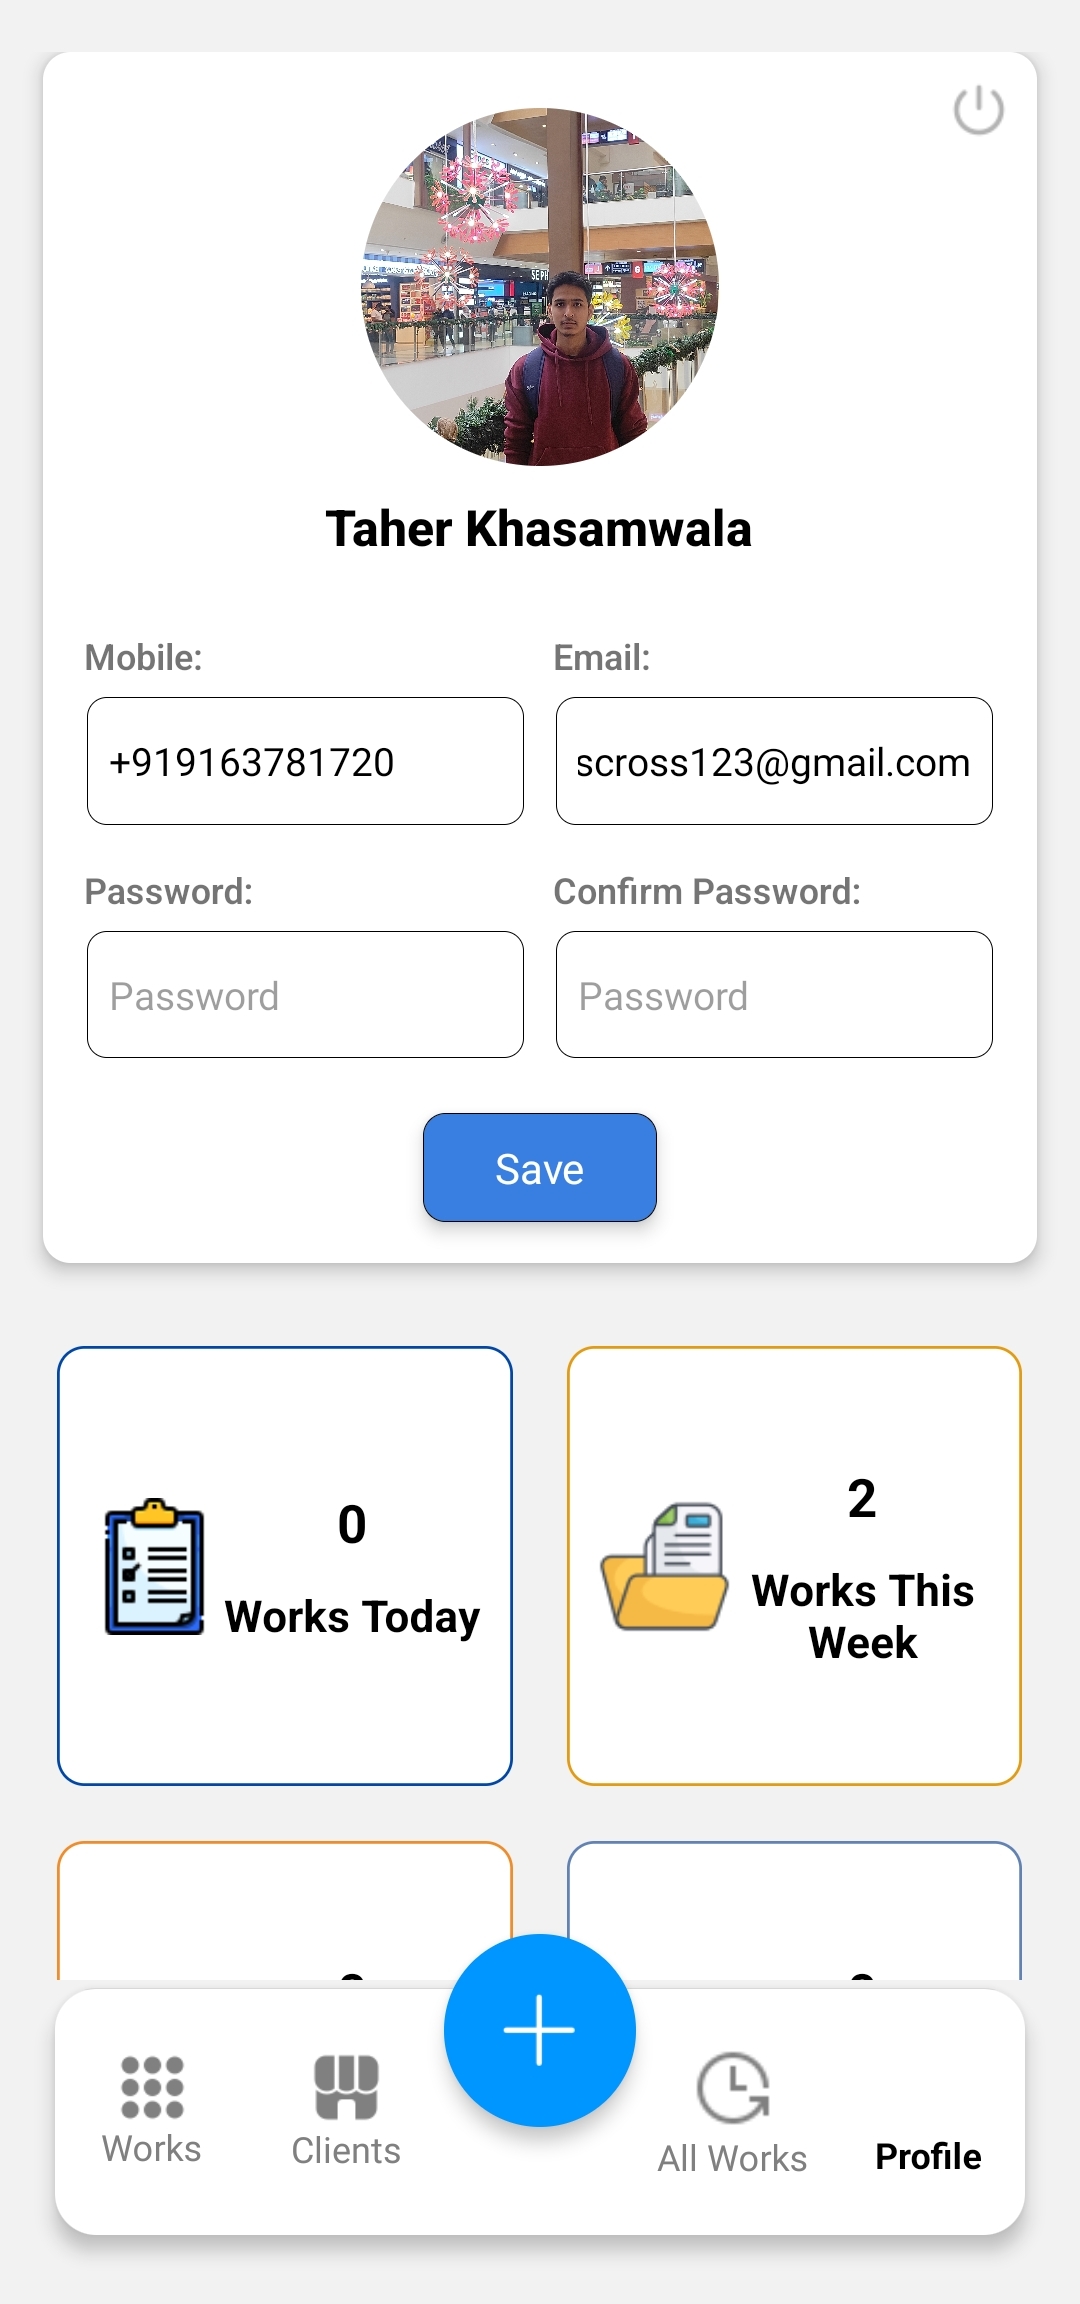 Taher Khasamwala
Mobile:
Email:
+919163781720
scross123@gmail.com
Password:
Confirm Password:
Password
Password
Save
0
Works Today
2
Works This
Week
Works
Clients
All Works
Profile